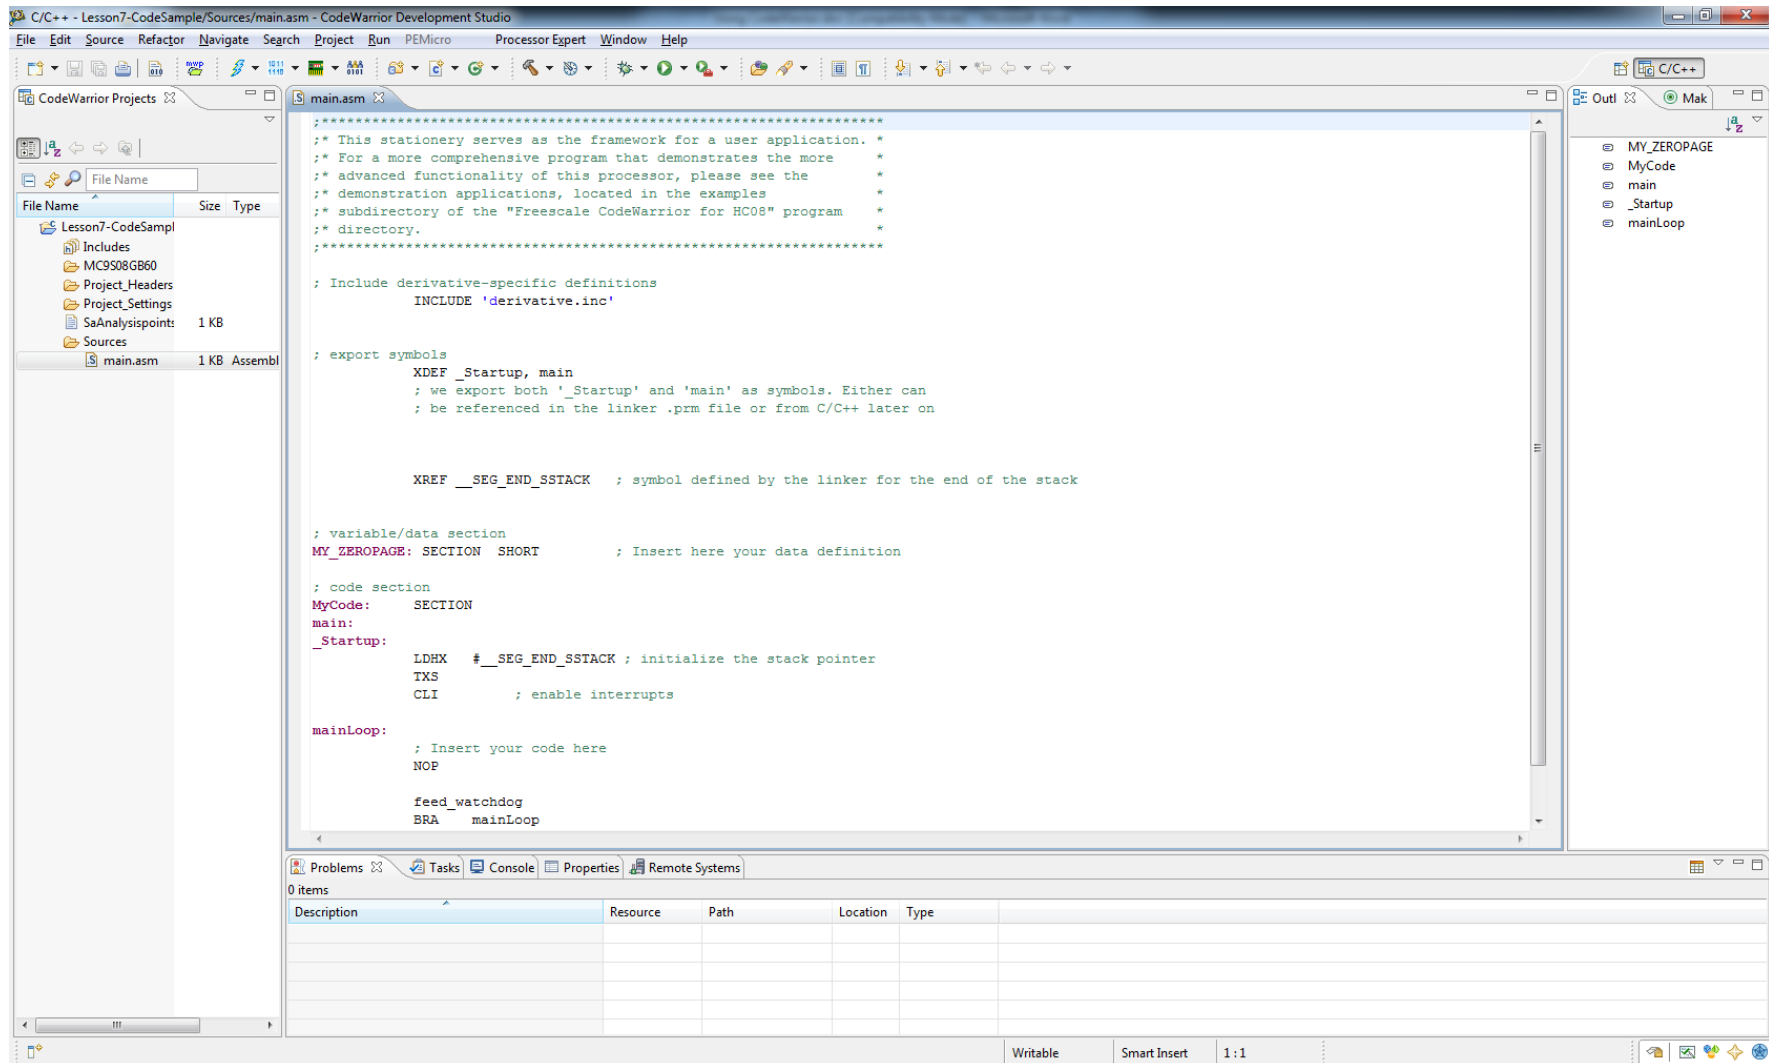 C/C++ - Lesson7-CodeSample/Sources/main.asm - CodeWarrior Development Studio
File Edit Source Refactor Navigate Search Project Run PEMicro Processor Expert Window Help
C/C++
CodeWarrior Projects
File Name
File Name Size Type
Lesson7-CodeSampl
Includes
MC9S08GB60
Project_Headers
Project_Settings
SaAnalysispoints 1 KB
Sources
main.asm 1 KB Assembl
main.asm
;*******************************************************************
;* This stationery serves as the framework for a user application. *
;* For a more comprehensive program that demonstrates the more *
;* advanced functionality of this processor, please see the *
;* demonstration applications, located in the examples *
;* subdirectory of the "Freescale CodeWarrior for HC08" program *
;* directory. *
;*******************************************************************
; Include derivative-specific definitions
INCLUDE 'derivative.inc'
; export symbols
XDEF _Startup, main
; we export both '_Startup' and 'main' as symbols. Either can
; be referenced in the linker .prm file or from C/C++ later on
XREF __SEG_END_SSTACK ; symbol defined by the linker for the end of the stack
; variable/data section
MY_ZEROPAGE: SECTION SHORT ; Insert here your data definition
; code section
MyCode: SECTION
main:
_Startup:
LDHX #__SEG_END_SSTACK ; initialize the stack pointer
TXS
CLI ; enable interrupts
mainLoop:
; Insert your code here
NOP
feed_watchdog
BRA mainLoop
Outl Mak
MY_ZEROPAGE
MyCode
main
_Startup
mainLoop
Problems Tasks Console Properties Remote Systems
0 items
Description Resource Path Location Type
Writable Smart Insert 1 : 1